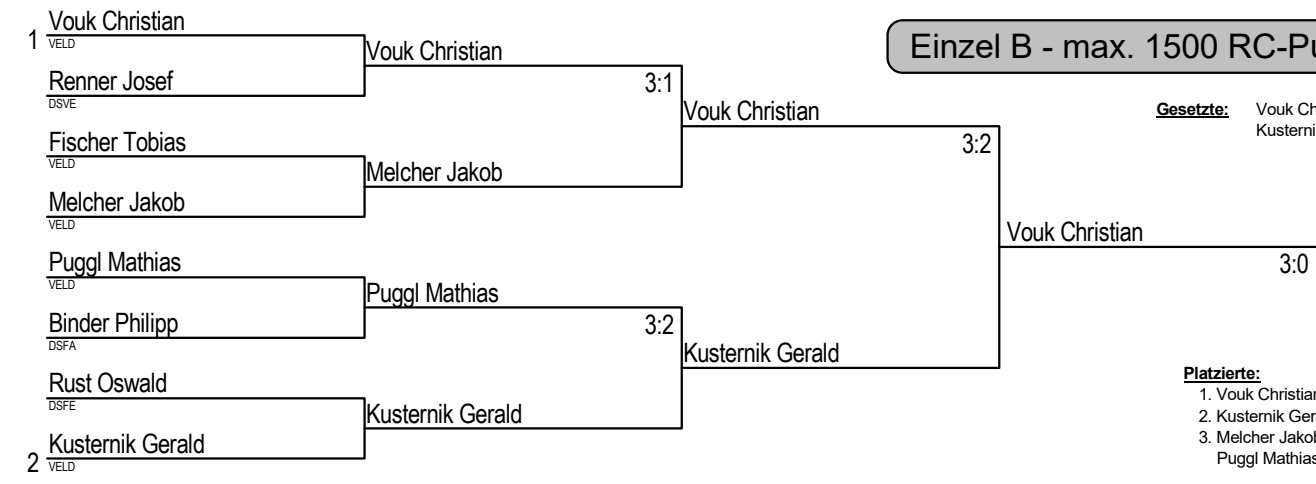 Vouk Christian
1 VELD
Vouk Christian
Einzel B - max. 1500 RC-Pu
Renner Josef
DSVE
3:1
Vouk Christian
Gesetzte: Vouk Ch
Kusterni
Fischer Tobias
VELD
3:2
Melcher Jakob
Melcher Jakob
VELD
Vouk Christian
Puggl Mathias
VELD
3:0
Puggl Mathias
Binder Philipp
DSFA
3:2
Kusternik Gerald
Rust Oswald
DSFE
Kusternik Gerald
Kusternik Gerald
2 VELD
Platzierte:
1. Vouk Christian
2. Kusternik Ger
3. Melcher Jakob
Puggl Mathias